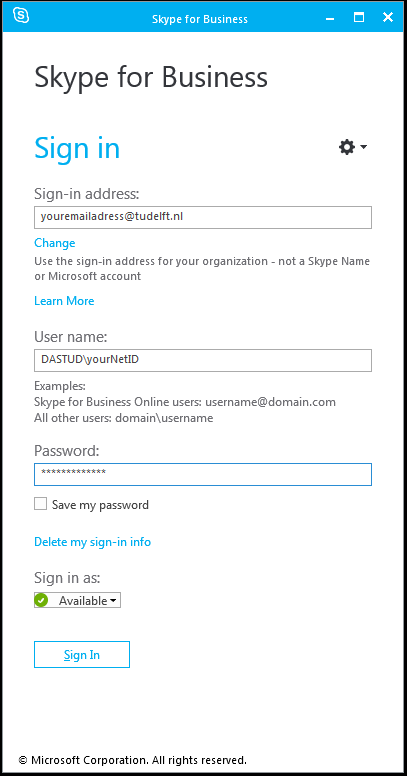 Skype for Business
Skype for Business
Sign in
Sign-in address:
youremailadress@tudelft.nl
Change
Use the sign-in address for your organization - not a Skype Name
or Microsoft account
Learn More
User name:
DASTUD\yourNetID
Examples:
Skype for Business Online users: username@domain.com
All other users: domain\username
Password:
*************
Save my password
Delete my sign-in info
Sign in as:
Available
Sign In
© Microsoft Corporation. All rights reserved.